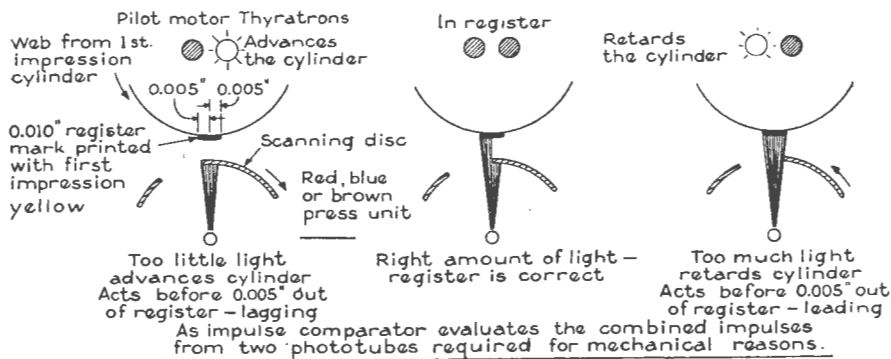 Pilot motor Thyratrons
Web from 1st.
impression
cylinder
Advances
the cylinder
0.005" 0.005"
0.010" register
mark printed
with first
impression
yellow
Scanning disc
Red, blue
or brown
press unit
Too little light
advances cylinder
Acts before 0.005" out
of register-lagging
In register
Right amount of light-
register is correct
Retards
the cylinder
Too much light
retards cylinder
Acts before 0.005" out
of register-leading
As impulse comparator evaluates the combined impulses
from two phototubes required for mechanical reasons.